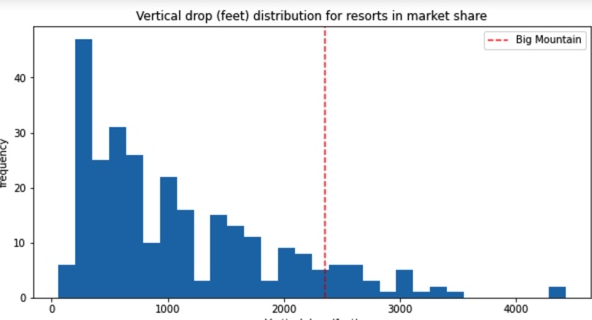 Vertical drop (feet) distribution for resorts in market share
Big Mountain
40
30
20
10
0
frequency
0 1000 2000 3000 4000